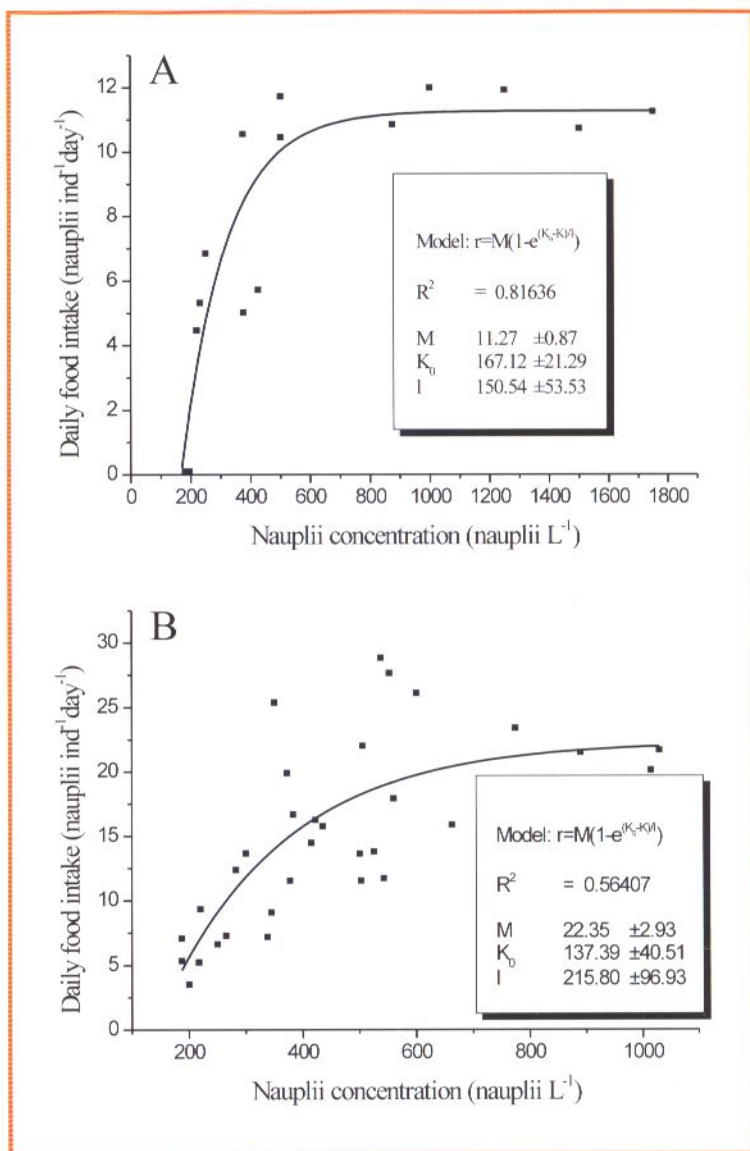 A
Daily food intake (nauplii ind⁻¹day⁻¹)
12
10
8
6
4
2
0
Model: r=M(1-e^(K₀-K)/l)
R² = 0.81636
M 11.27 ±0.87
K₀ 167.12 ±21.29
l 150.54 ±53.53
0 200 400 600 800 1000 1200 1400 1600 1800
Nauplii concentration (nauplii L⁻¹)
B
Daily food intake (nauplii ind⁻¹day⁻¹)
30
25
20
15
10
5
0
Model: r=M(1-e^(K₀-K)/l)
R² = 0.56407
M 22.35 ±2.93
K₀ 137.39 ±40.51
l 215.80 ±96.93
200 400 600 800 1000
Nauplii concentration (nauplii L⁻¹)